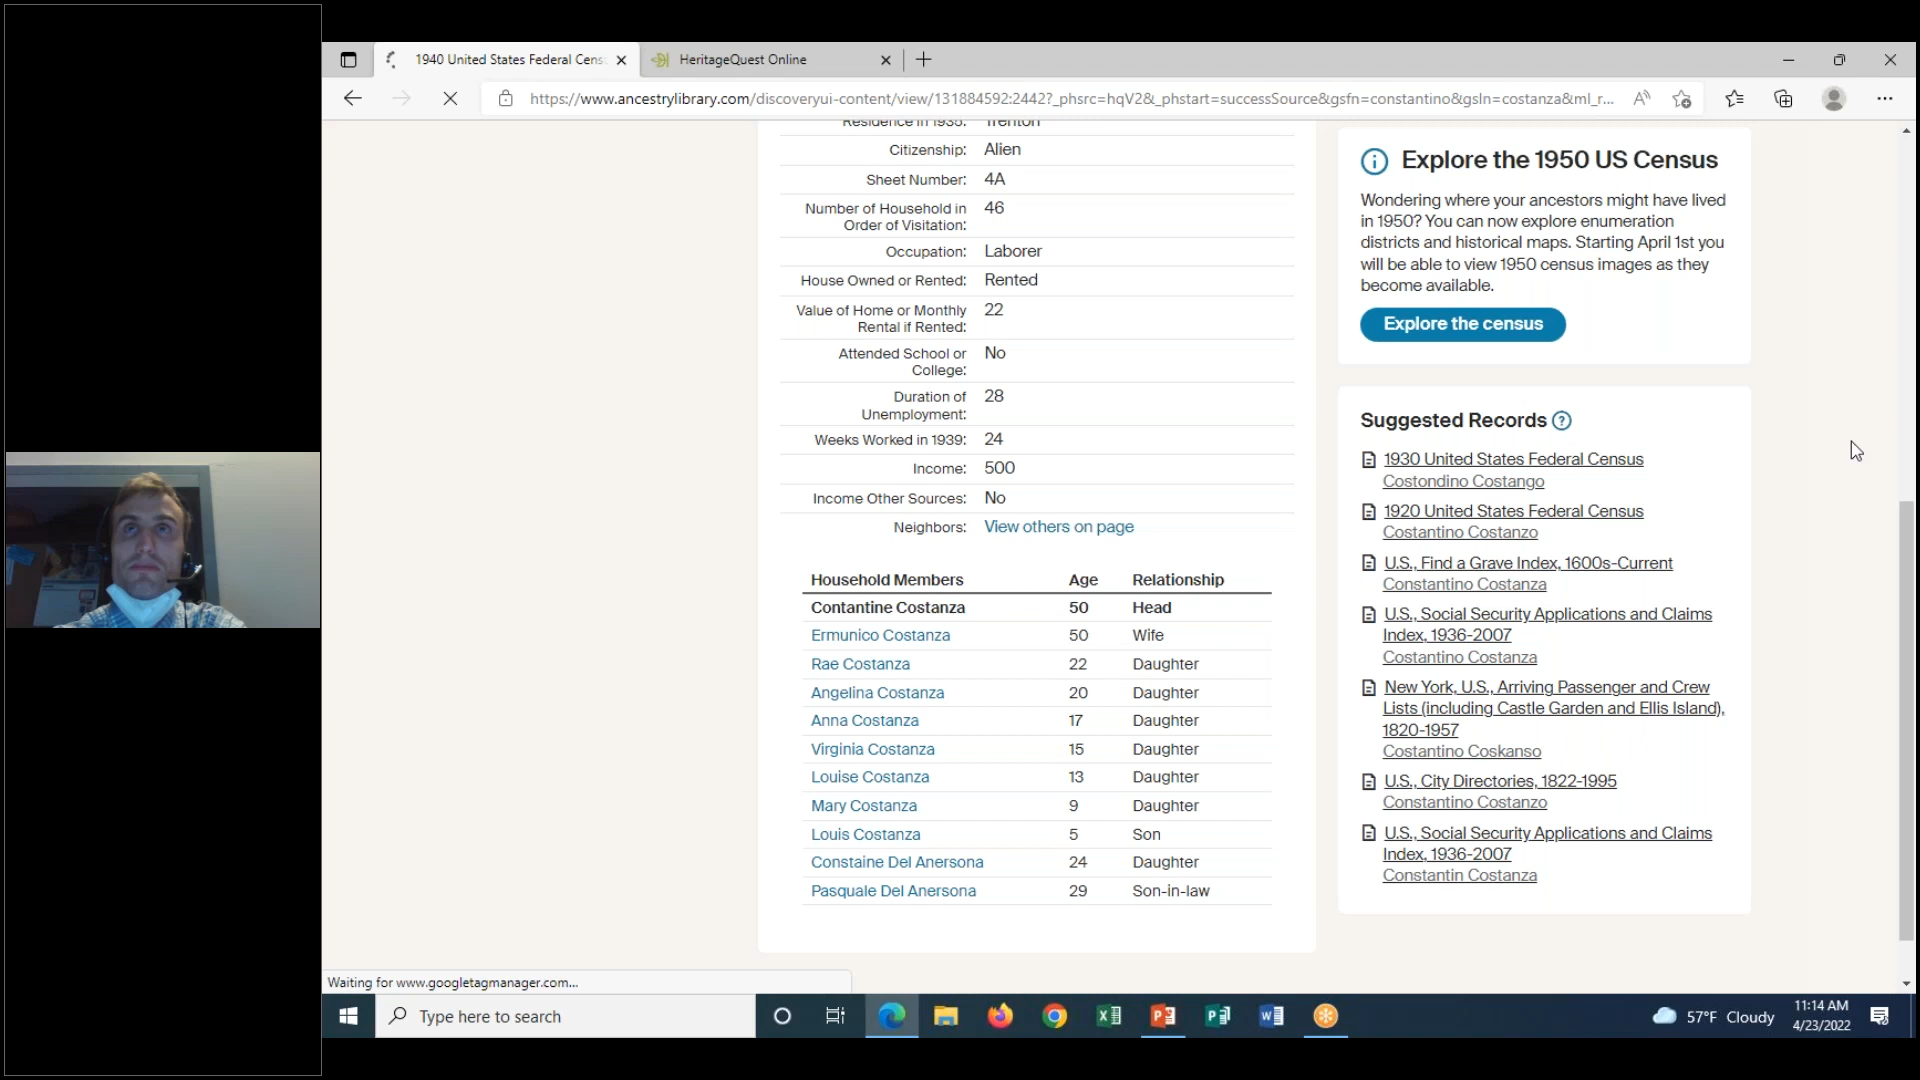 1940 United States Federal Cens
HeritageQuest Online
https://www.ancestrylibrary.com/discoveryui-content/view/131884592:2442?_phsrc=hqV2&_phstart=successSource&gsfn=constantino&gsln=costanza&ml_r...
Residence in 1935: Trenton
Citizenship: Alien
Sheet Number: 4A
Number of Household in 46
Order of Visitation:
Occupation: Laborer
House Owned or Rented: Rented
Value of Home or Monthly 22
Rental if Rented:
Attended School or No
College:
Duration of 28
Unemployment:
Weeks Worked in 1939: 24
Income: 500
Income Other Sources: No
Neighbors: View others on page
Household Members Age Relationship
Contantine Costanza 50 Head
Ermunico Costanza 50 Wife
Rae Costanza 22 Daughter
Angelina Costanza 20 Daughter
Anna Costanza 17 Daughter
Virginia Costanza 15 Daughter
Louise Costanza 13 Daughter
Mary Costanza 9 Daughter
Louis Costanza 5 Son
Constaine Del Anersona 24 Daughter
Pasquale Del Anersona 29 Son-in-law
Explore the 1950 US Census
Wondering where your ancestors might have lived
in 1950? You can now explore enumeration
districts and historical maps. Starting April 1st you
will be able to view 1950 census images as they
become available.
Explore the census
Suggested Records
1930 United States Federal Census
Costondino Costango
1920 United States Federal Census
Costantino Costanzo
U.S., Find a Grave Index, 1600s-Current
Constantino Costanza
U.S., Social Security Applications and Claims
Index, 1936-2007
Costantino Costanza
New York, U.S., Arriving Passenger and Crew
Lists (including Castle Garden and Ellis Island),
1820-1957
Costantino Coskanso
U.S., City Directories, 1822-1995
Constantino Costanzo
U.S., Social Security Applications and Claims
Index, 1936-2007
Constantin Costanza
Waiting for www.googletagmanager.com...
Type here to search
57°F Cloudy
11:14 AM
4/23/2022